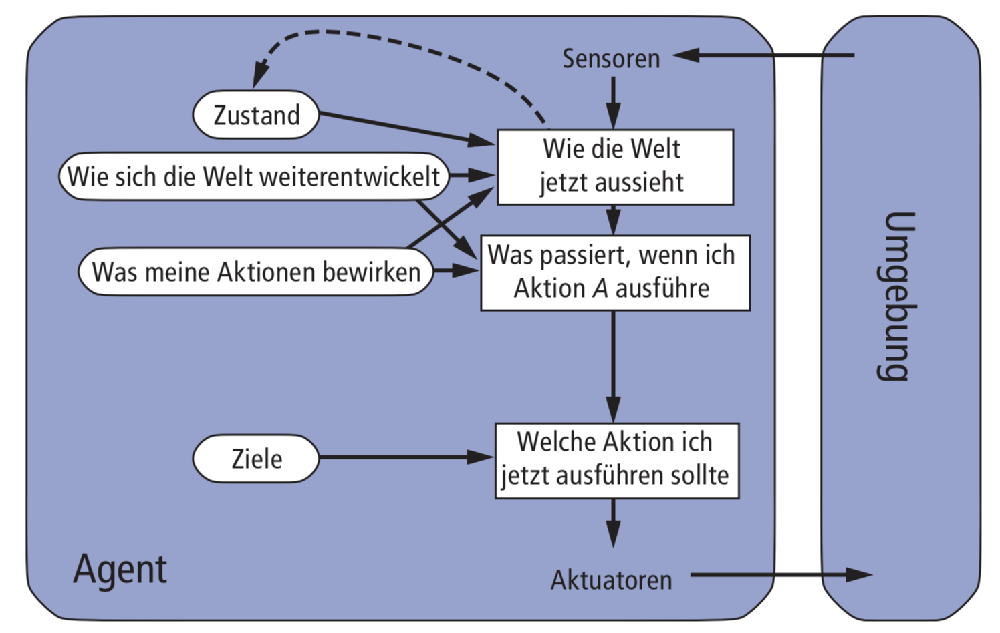 Sensoren
Zustand
Wie die Welt
jetzt aussieht
Wie sich die Welt weiterentwickelt
Was passiert, wenn ich
Aktion A ausführe
Was meine Aktionen bewirken
Ziele
Welche Aktion ich
jetzt ausführen sollte
Agent
Aktuatoren
Umgebung